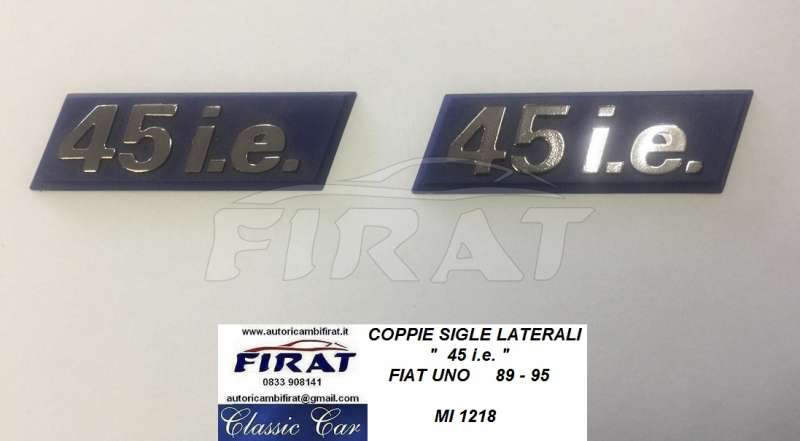 45 i.e.
45 i.e.
FIRAT
www.autoricambifirat.it
FIRAT
0833 908141
autoricambifirat@gmail.com
Classic Car
COPPIE SIGLE LATERALI
" 45 i.e. "
FIAT UNO 89 - 95
MI 1218